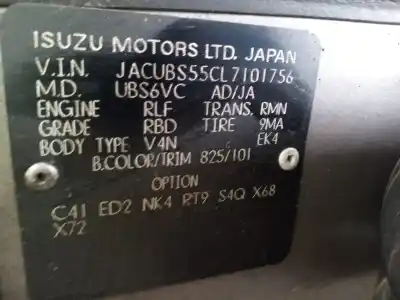 ISUZU MOTORS LTD. JAPAN
V.I.N. JACUBS55CL7101756
M.D. UBS6VC AD/JA
ENGINE RLF TRANS. RMN
GRADE RBD TIRE 9MA
BODY TYPE V4N EK4
B.COLOR/TRIM 825/101
OPTION
C41 ED2 NK4 RT9 S4Q X68
X72